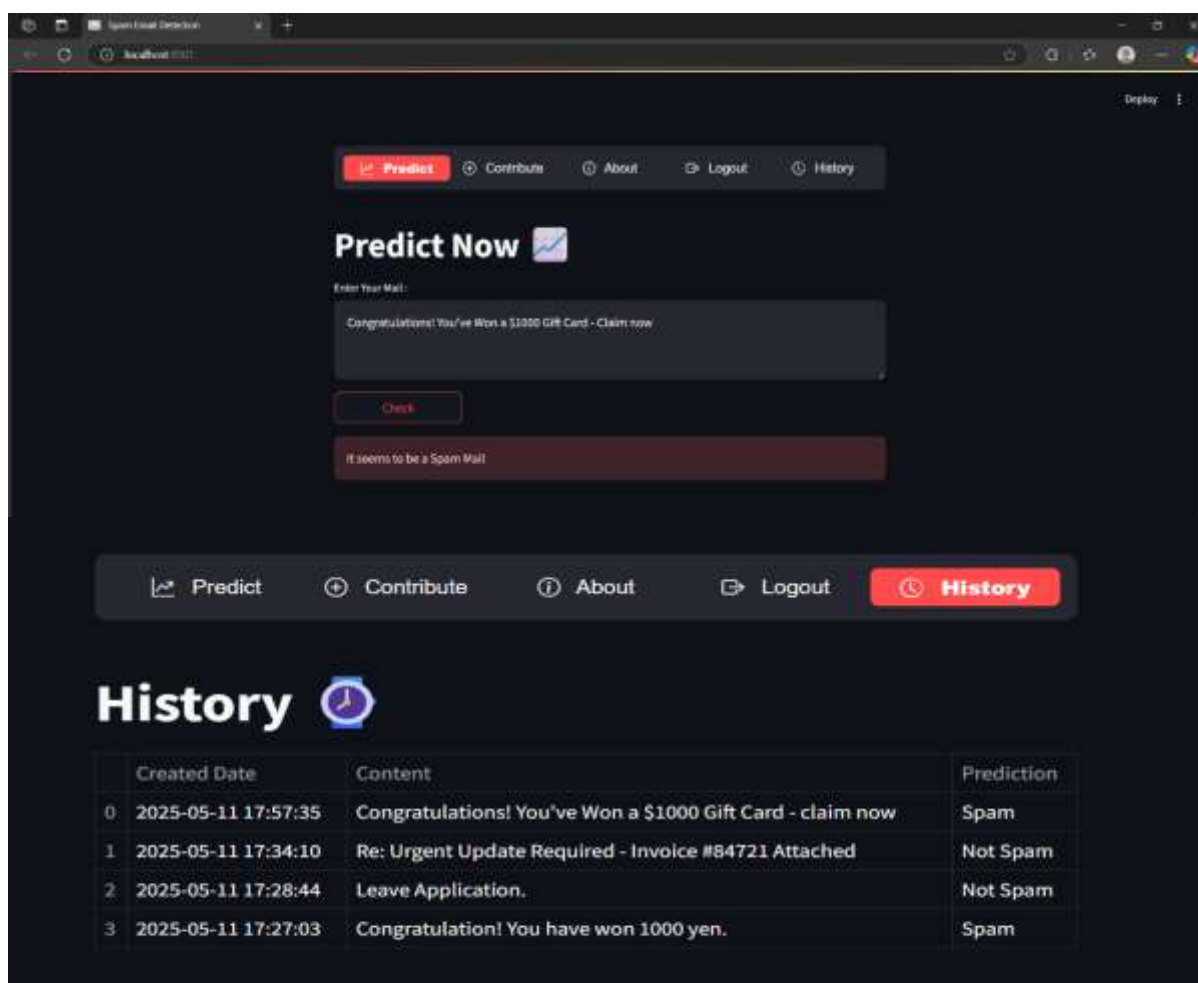 Spam Email Detection
localhost
Deploy
Predict Contribute About Logout History
Predict Now
Enter Your Mail:
Congratulations! You've Won a $1000 Gift Card - Claim now
Check
It seems to be a Spam Mail
Predict Contribute About Logout History
History
Created Date Content Prediction
0 2025-05-11 17:57:35 Congratulations! You've Won a $1000 Gift Card - claim now Spam
1 2025-05-11 17:34:10 Re: Urgent Update Required - Invoice #84721 Attached Not Spam
2 2025-05-11 17:28:44 Leave Application. Not Spam
3 2025-05-11 17:27:03 Congratulation! You have won 1000 yen. Spam